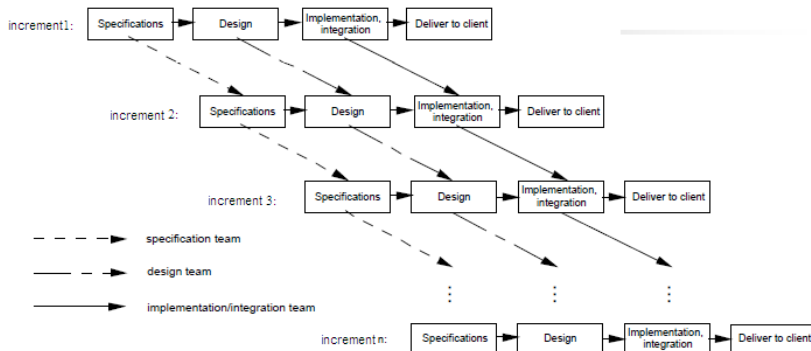 increment1:
Specifications
Design
Implementation,
integration
Deliver to client
increment 2:
Specifications
Design
Implementation,
integration
Deliver to client
increment 3:
Specifications
Design
Implementation,
integration
Deliver to client
specification team
design team
implementation/integration team
increment n:
Specifications
Design
Implementation,
integration
Deliver to client